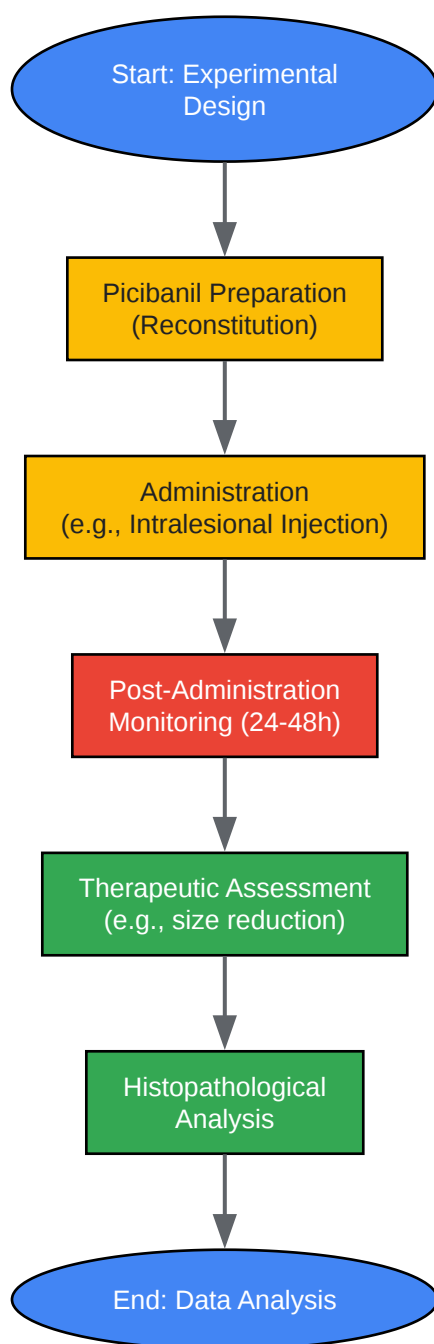 Start: Experimental
Design
Picibanil Preparation
(Reconstitution)
Administration
(e.g., Intralesional Injection)
Post-Administration
Monitoring (24-48h)
Therapeutic Assessment
(e.g., size reduction)
Histopathological
Analysis
End: Data Analysis